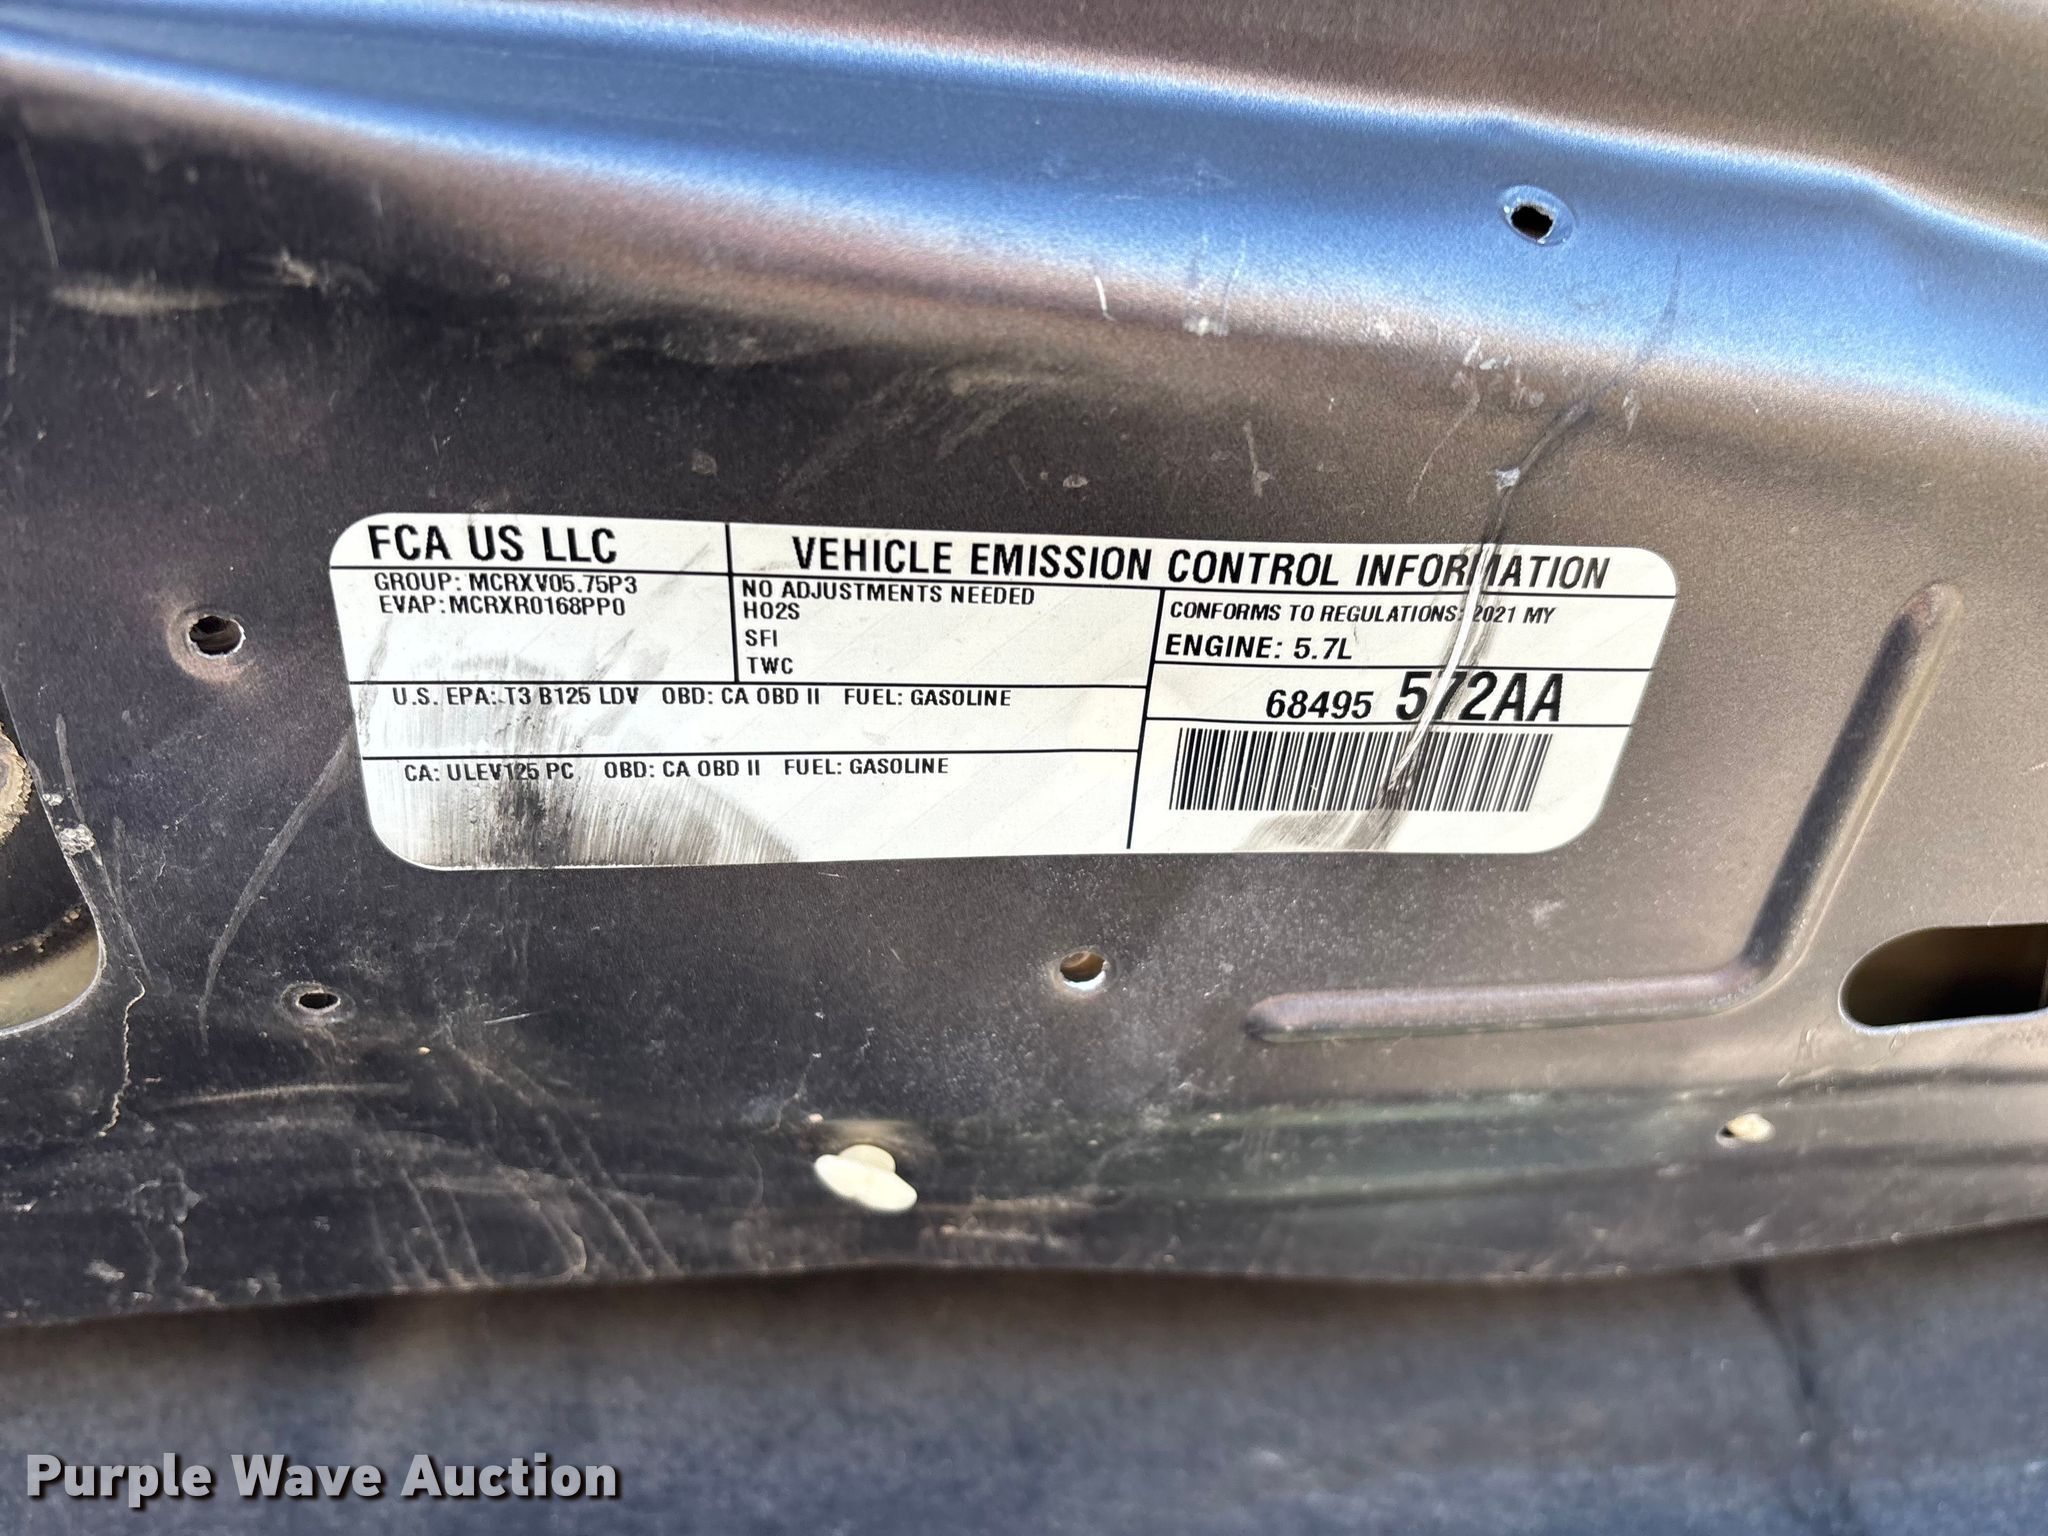 FCA US LLC
GROUP: MCRXV05.75P3
EVAP: MCRXR0168PP0
VEHICLE EMISSION CONTROL INFORMATION
NO ADJUSTMENTS NEEDED
HO2S
SFI
TWC
CONFORMS TO REGULATIONS: 2021 MY
ENGINE: 5.7L
U.S. EPA: T3 B125 LDV OBD: CA OBD II FUEL: GASOLINE
68495 572AA
CA: ULEV125 PC OBD: CA OBD II FUEL: GASOLINE
Purple Wave Auction